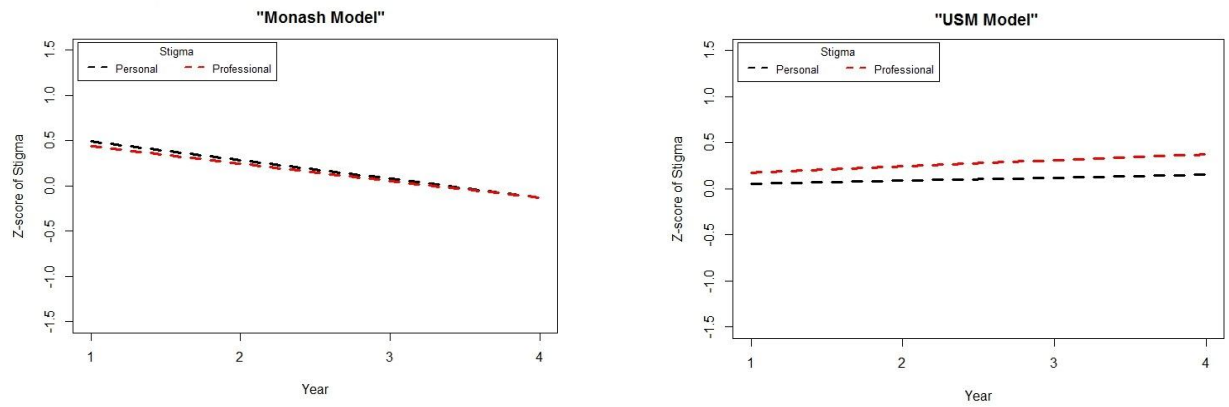 "Monash Model"
Stigma
Personal Professional
1.5
1.0
0.5
0.0
-0.5
-1.0
-1.5
Z-score of Stigma
1 2 3 4
Year
"USM Model"
Stigma
Personal Professional
1.5
1.0
0.5
0.0
-0.5
-1.0
-1.5
Z-score of Stigma
1 2 3 4
Year